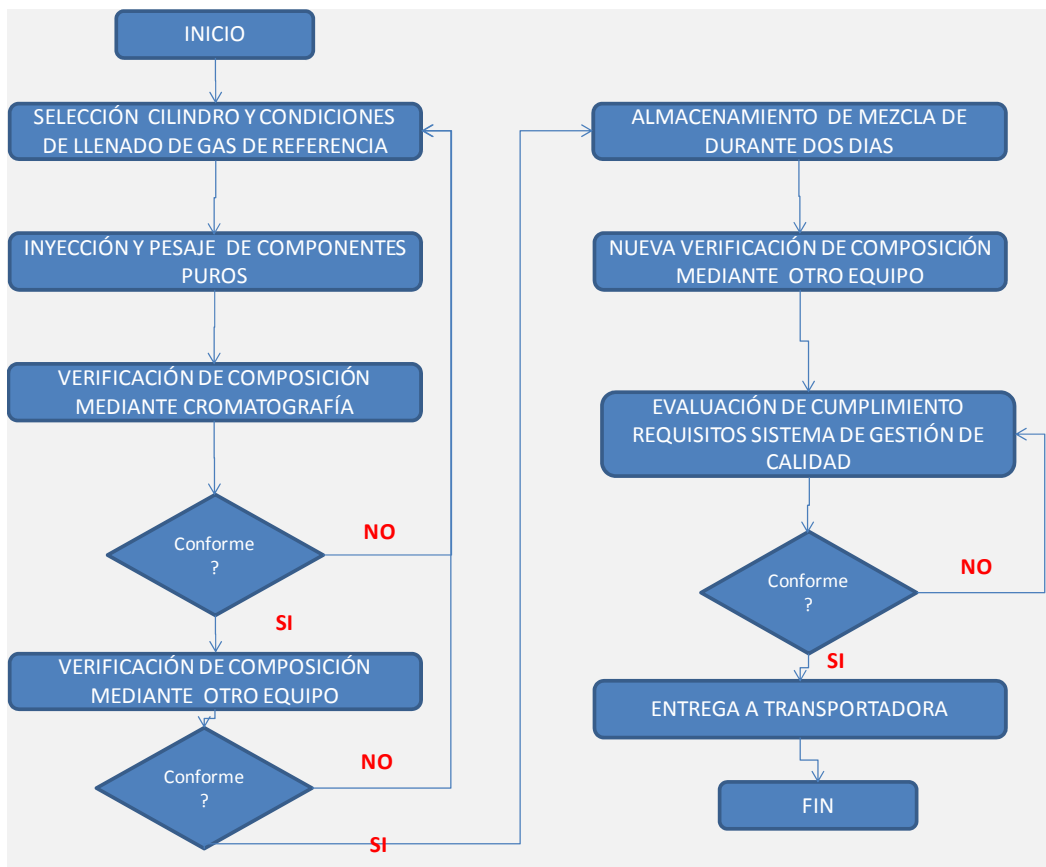 INICIO
SELECCIÓN CILINDRO Y CONDICIONES
DE LLENADO DE GAS DE REFERENCIA
INYECCIÓN Y PESAJE DE COMPONENTES
PUROS
VERIFICACIÓN DE COMPOSICIÓN
MEDIANTE CROMATOGRAFÍA
Conforme
?
NO
SI
VERIFICACIÓN DE COMPOSICIÓN
MEDIANTE OTRO EQUIPO
Conforme
?
NO
SI
ALMACENAMIENTO DE MEZCLA DE
DURANTE DOS DIAS
NUEVA VERIFICACIÓN DE COMPOSICIÓN
MEDIANTE OTRO EQUIPO
EVALUACIÓN DE CUMPLIMIENTO
REQUISITOS SISTEMA DE GESTIÓN DE
CALIDAD
Conforme
?
NO
SI
ENTREGA A TRANSPORTADORA
FIN